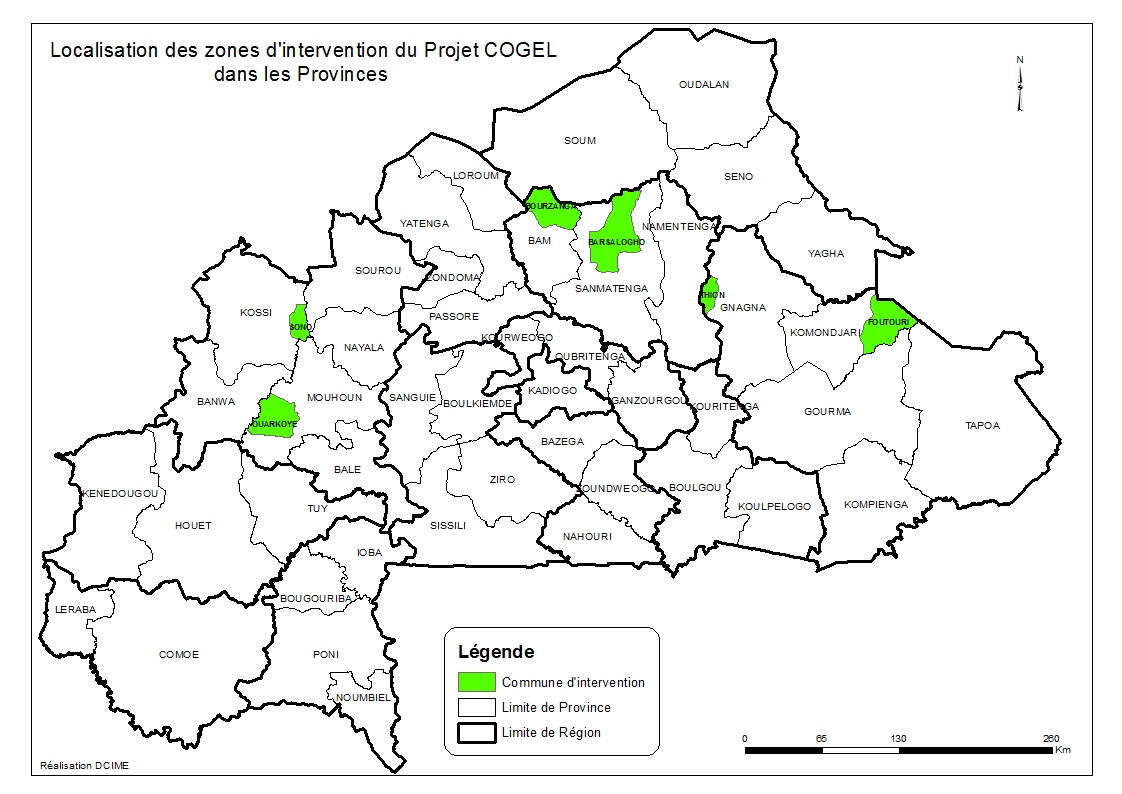 Localisation des zones d'intervention du Projet COGEL
dans les Provinces
N
OUDALAN
SOUM
SENO
LOROUM
BOURZANGA
YATENGA
NAMENTENGA
BAM
BARSALOGHO
YAGHA
SOUROU
ZONDOMA
SANMATENGA
THION
GNAGNA
KOSSI
PASSORE
SONO
KOMONDJARI
FOUTOURI
KOURWEOGO
NAYALA
OUBRITENGA
BANWA
MOUHOUN
SANGUIE
BOULKIEMDE
KADIOGO
GANZOURGOU
KOURITENGA
GOURMA
OUARKOYE
TAPOA
BAZEGA
BALE
ZIRO
ZOUNDWEOGO
BOULGOU
KENEDOUGOU
TUY
KOULPELOGO
KOMPIENGA
HOUET
SISSILI
NAHOURI
IOBA
BOUGOURIBA
LERABA
COMOE
PONI
NOUMBIEL
Légende
Commune d'intervention
Limite de Province
Limite de Région
0 65 130 260
Km
Réalisation DCIME